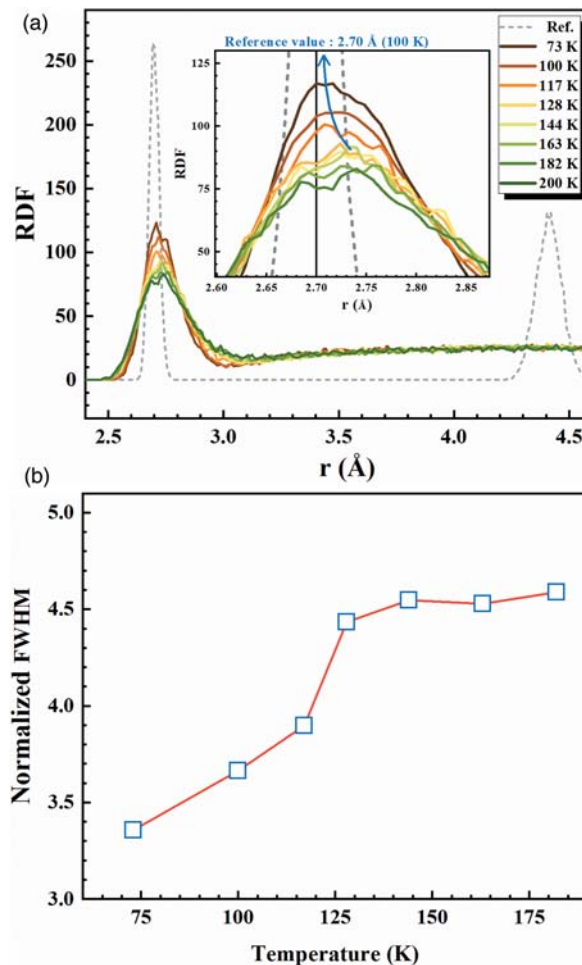 (a)
Reference value : 2.70 Å (100 K)
RDF
250
200
150
100
50
0
2.5
3.0
3.5
4.0
4.5
r (Å)
RDF
125
100
75
50
2.60
2.65
2.70
2.75
2.80
2.85
r (Å)
Ref.
73 K
100 K
117 K
128 K
144 K
163 K
182 K
200 K
(b)
Normalized FWHM
5.0
4.5
4.0
3.5
3.0
75
100
125
150
175
Temperature (K)